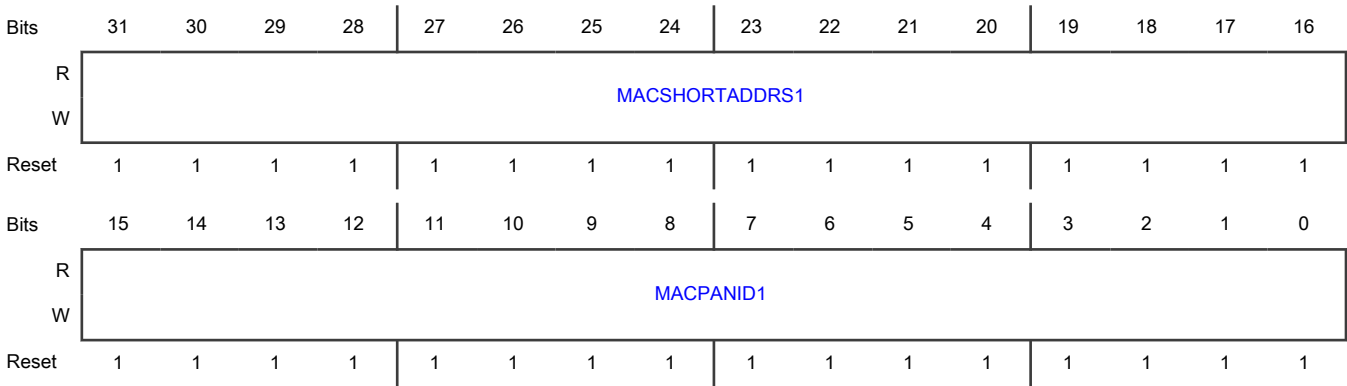 Bits 31 30 29 28 27 26 25 24 23 22 21 20 19 18 17 16
R
MACSHORTADDRS1
W
Reset 1 1 1 1 1 1 1 1 1 1 1 1 1 1 1 1
Bits 15 14 13 12 11 10 9 8 7 6 5 4 3 2 1 0
R
MACPANID1
W
Reset 1 1 1 1 1 1 1 1 1 1 1 1 1 1 1 1